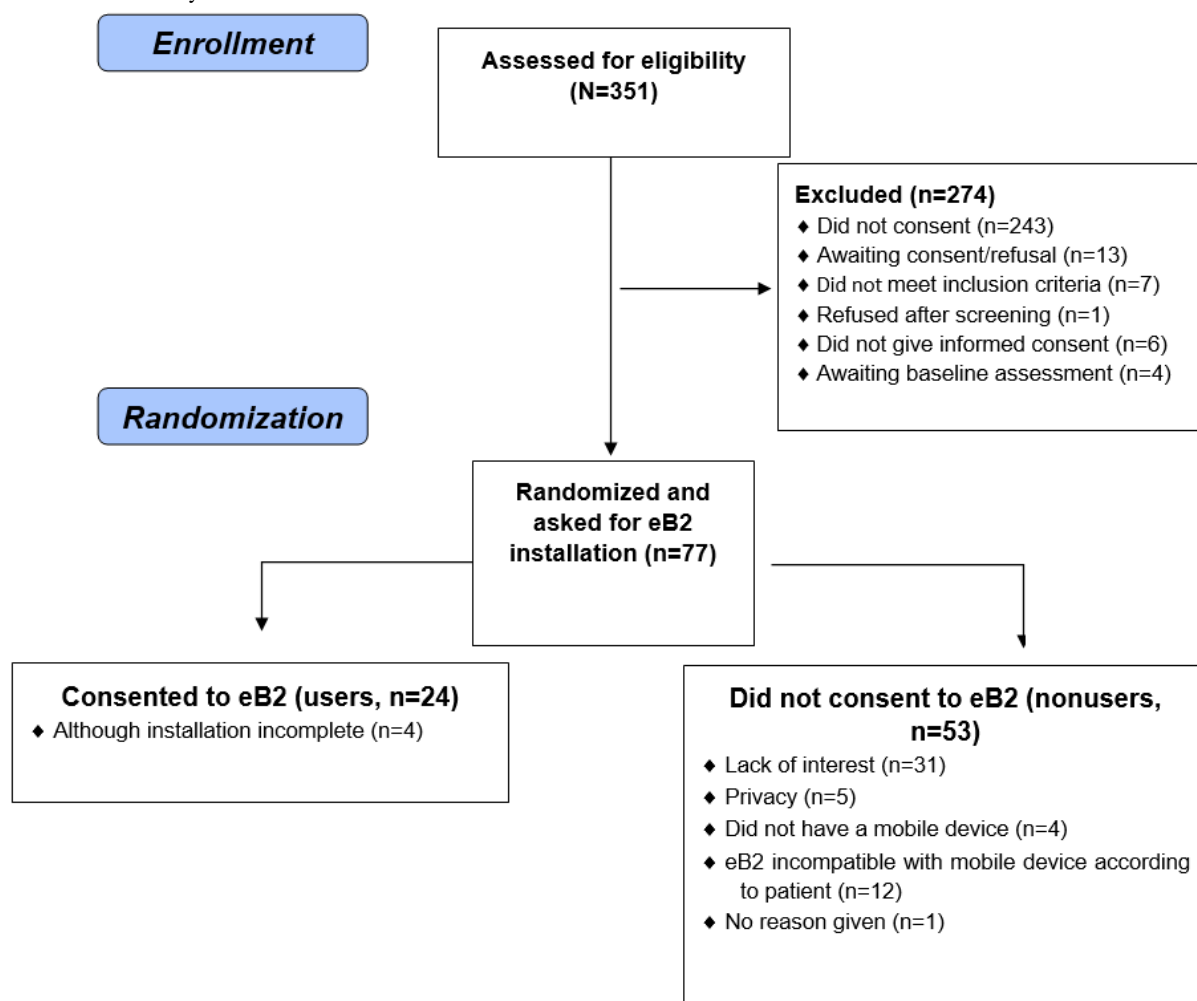 Enrollment
Assessed for eligibility
(N=351)
Excluded (n=274)
♦ Did not consent (n=243)
♦ Awaiting consent/refusal (n=13)
♦ Did not meet inclusion criteria (n=7)
♦ Refused after screening (n=1)
♦ Did not give informed consent (n=6)
♦ Awaiting baseline assessment (n=4)
Randomization
Randomized and
asked for eB2
installation (n=77)
Consented to eB2 (users, n=24)
♦ Although installation incomplete (n=4)
Did not consent to eB2 (nonusers,
n=53)
♦ Lack of interest (n=31)
♦ Privacy (n=5)
♦ Did not have a mobile device (n=4)
♦ eB2 incompatible with mobile device according
to patient (n=12)
♦ No reason given (n=1)